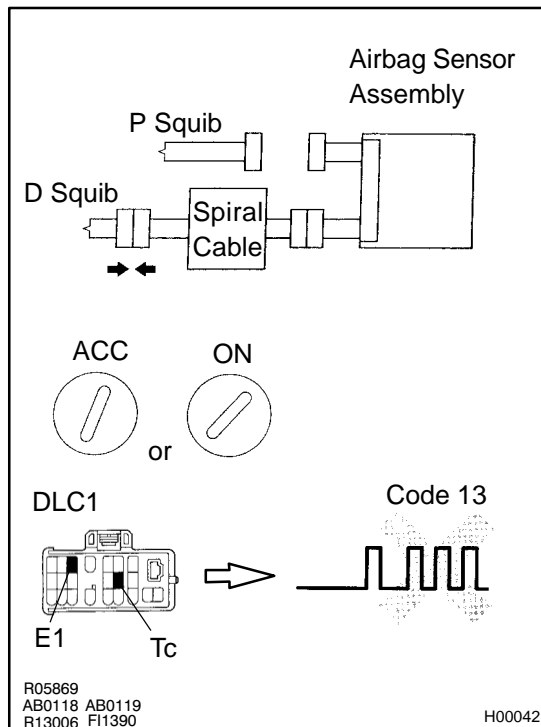 Airbag Sensor
Assembly
P Squib
D Squib
Spiral
Cable
ACC
ON
or
DLC1
Code 13
E1
Tc
R05869
AB0118 AB0119
R13006 FI1390
H00042